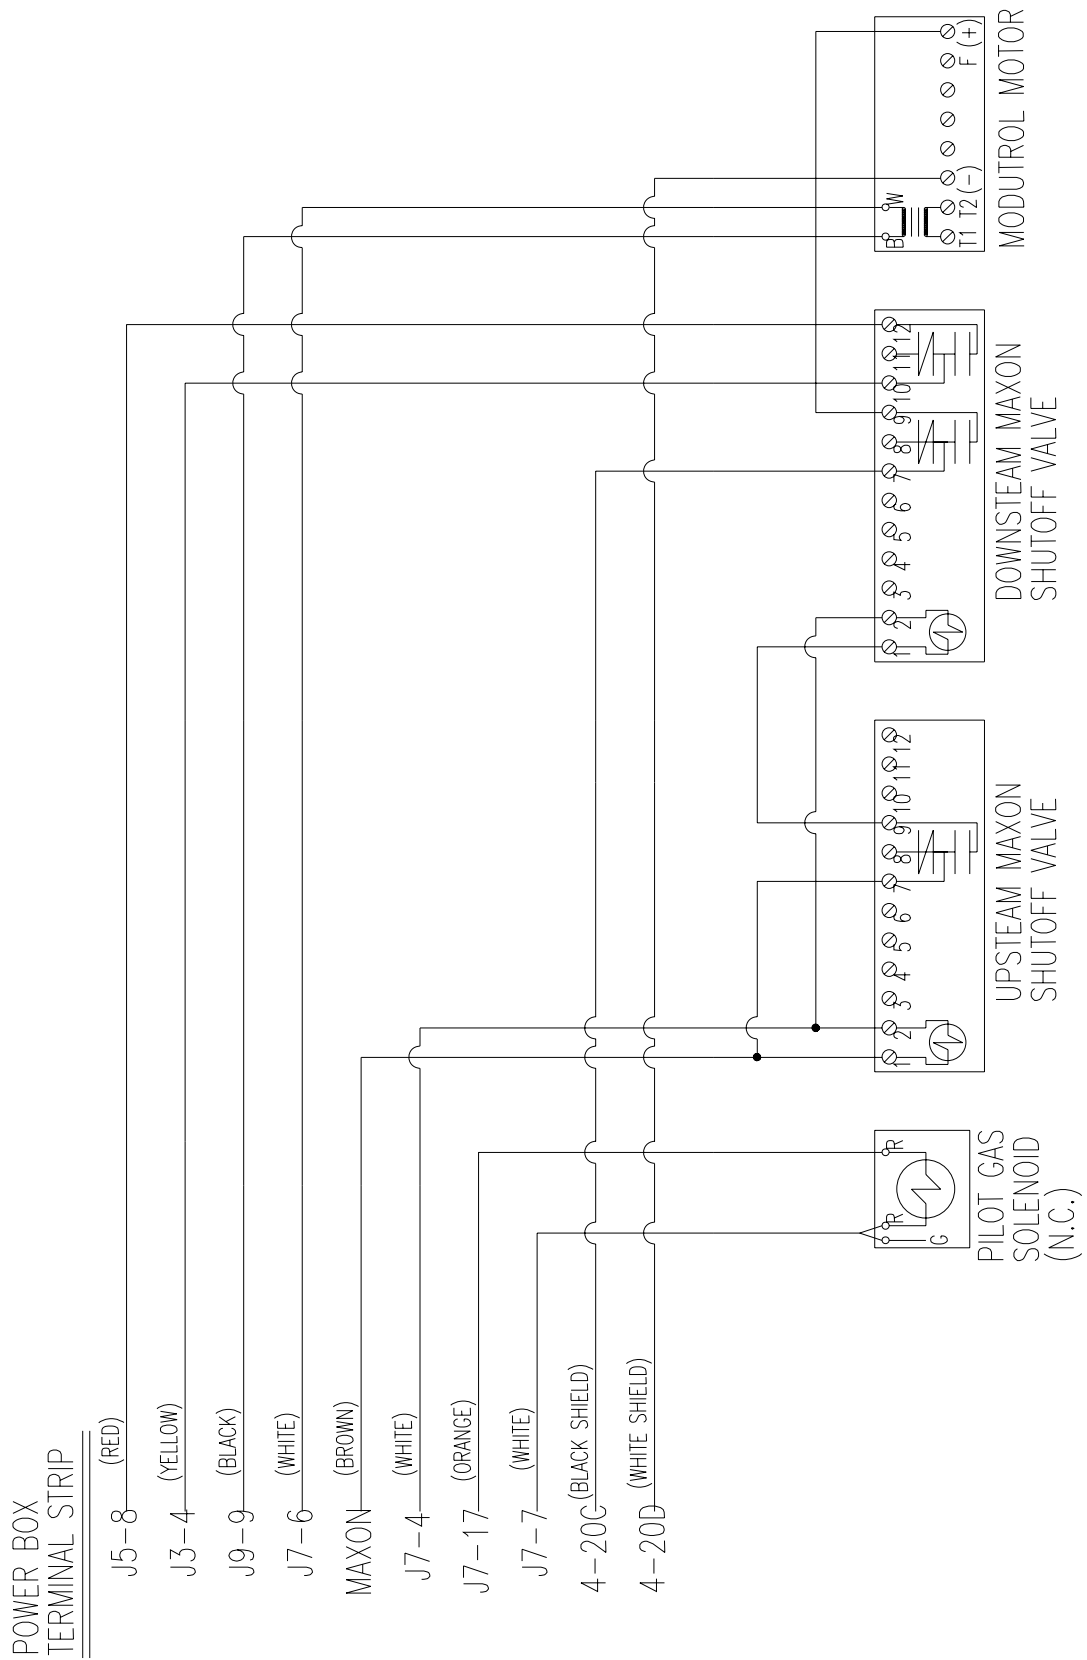 POWER BOX
TERMINAL STRIP
J5-8
(RED)
J3-4
(YELLOW)
J9-9
(BLACK)
J7-6
(WHITE)
MAXON
(BROWN)
J7-4
(WHITE)
J7-17
(ORANGE)
J7-7
(WHITE)
4-20C
(BLACK SHIELD)
4-20D
(WHITE SHIELD)
G
R
R
PILOT GAS
SOLENOID
(N.C.)
1 2 3 4 5 6 7 8 9 10 11 12
UPSTEAM MAXON
SHUTOFF VALVE
1 2 3 4 5 6 7 8 9 10 11 12
DOWNSTEAM MAXON
SHUTOFF VALVE
B W
T1 T2 (-) F (+)
MODUTROL MOTOR